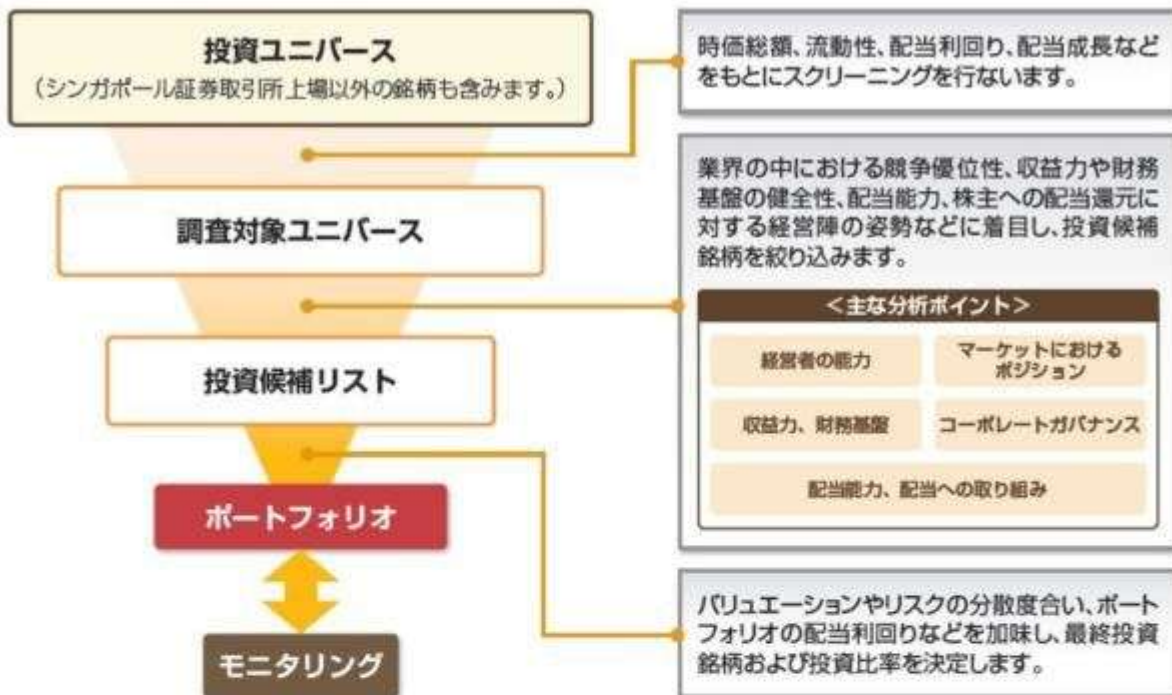 投資ユニバース
（シンガポール証券取引所上場以外の銘柄も含みます。）
時価総額、流動性、配当利回り、配当成長など
をもとにスクリーニングを行ないます。
調査対象ユニバース
業界の中における競争優位性、収益力や財務
基盤の健全性、配当能力、株主への配当還元に
対する経営陣の姿勢などに着目し、投資候補
銘柄を絞り込みます。
＜主な分析ポイント＞
経営者の能力
マーケットにおける
ポジション
収益力、財務基盤
コーポレートガバナンス
配当能力、配当への取り組み
投資候補リスト
ポートフォリオ
バリュエーションやリスクの分散度合い、ポート
フォリオの配当利回りなどを加味し、最終投資
銘柄および投資比率を決定します。
モニタリング